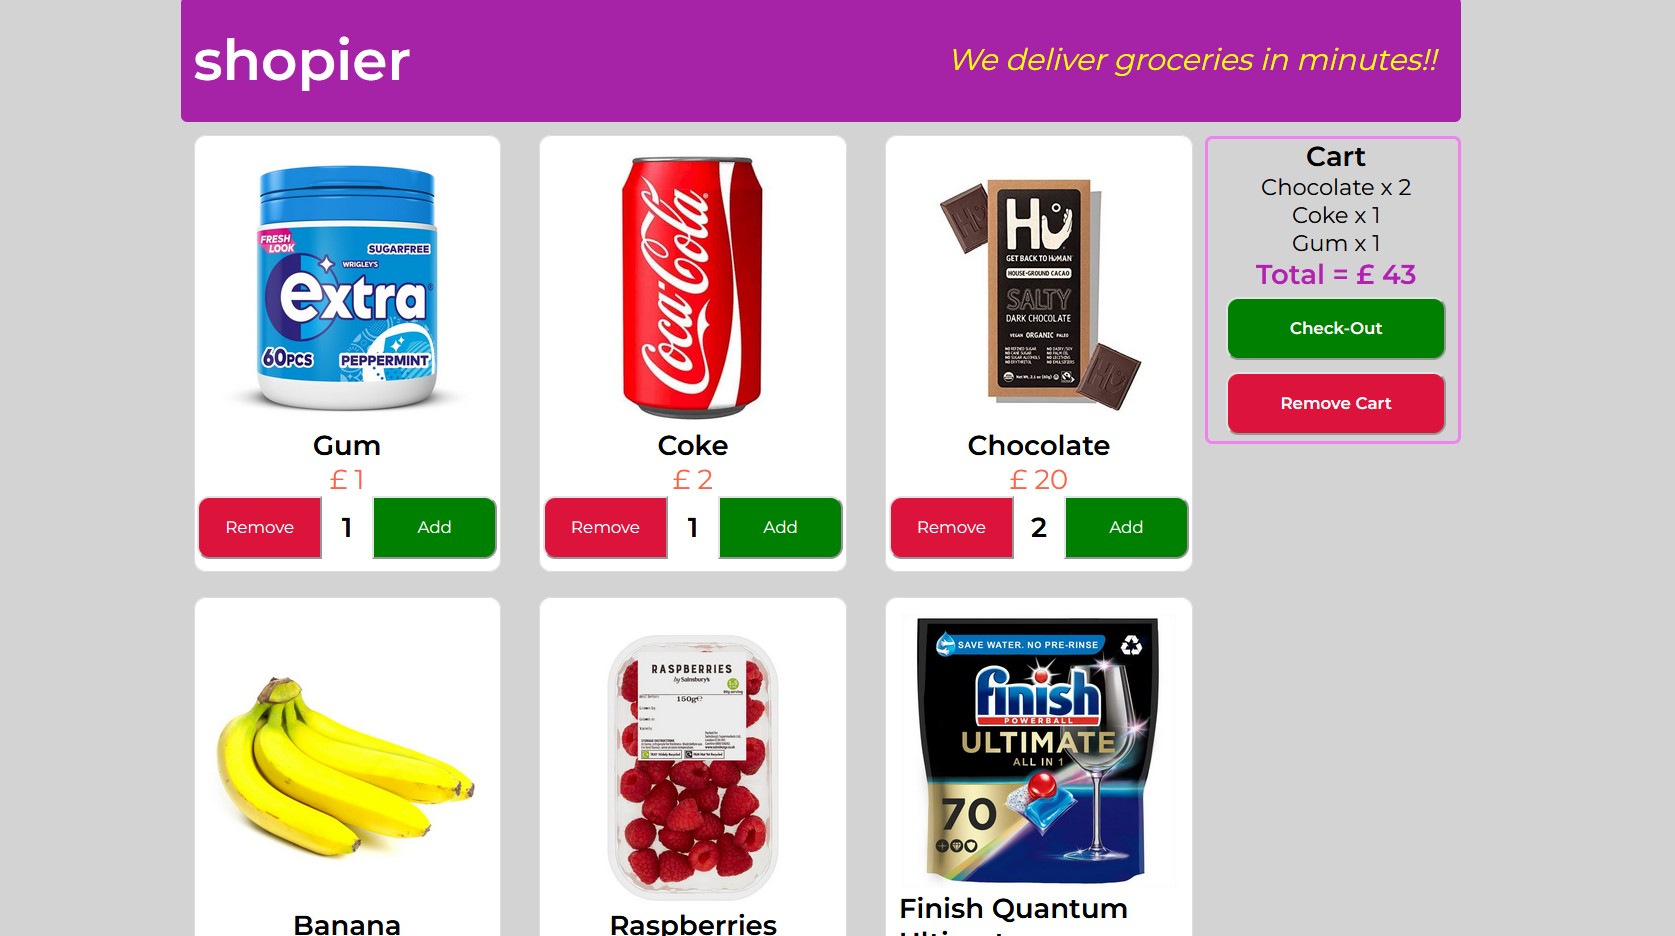 shopier
We deliver groceries in minutes!!
FRESH
LOOK
SUGARFREE
WRIGLEY'S
extra
60PCS
PEPPERMINT
Gum
£ 1
Remove
1
Add
Coca-Cola
Coke
£ 2
Remove
1
Add
Hu
GET BACK TO HUMAN
HOUSE-GROUND CACAO
SALTY
DARK CHOCOLATE
VEGAN ORGANIC PALEO
Hu
Chocolate
£ 20
Remove
2
Add
Cart
Chocolate x 2
Coke x 1
Gum x 1
Total = £ 43
Check-Out
Remove Cart
Banana
RASPBERRIES
by Sainsbury's
150g℮
Raspberries
SAVE WATER. NO PRE-RINSE
finish
POWERBALL
ULTIMATE
ALL IN 1
70
Finish Quantum